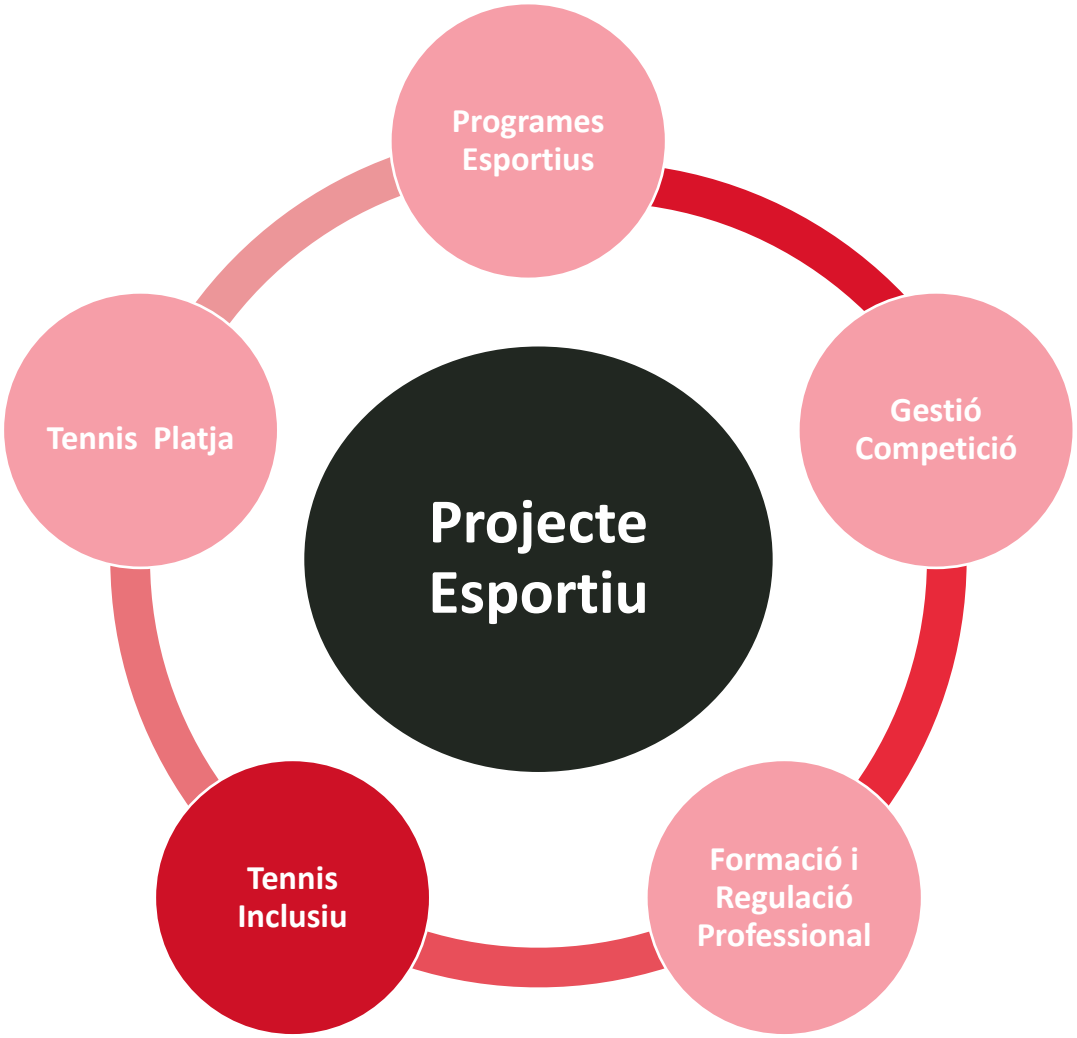 Programes
Esportius
Gestió
Competició
Tennis  Platja
Projecte
Esportiu
Formació i
Regulació
Professional
Tennis
Inclusiu